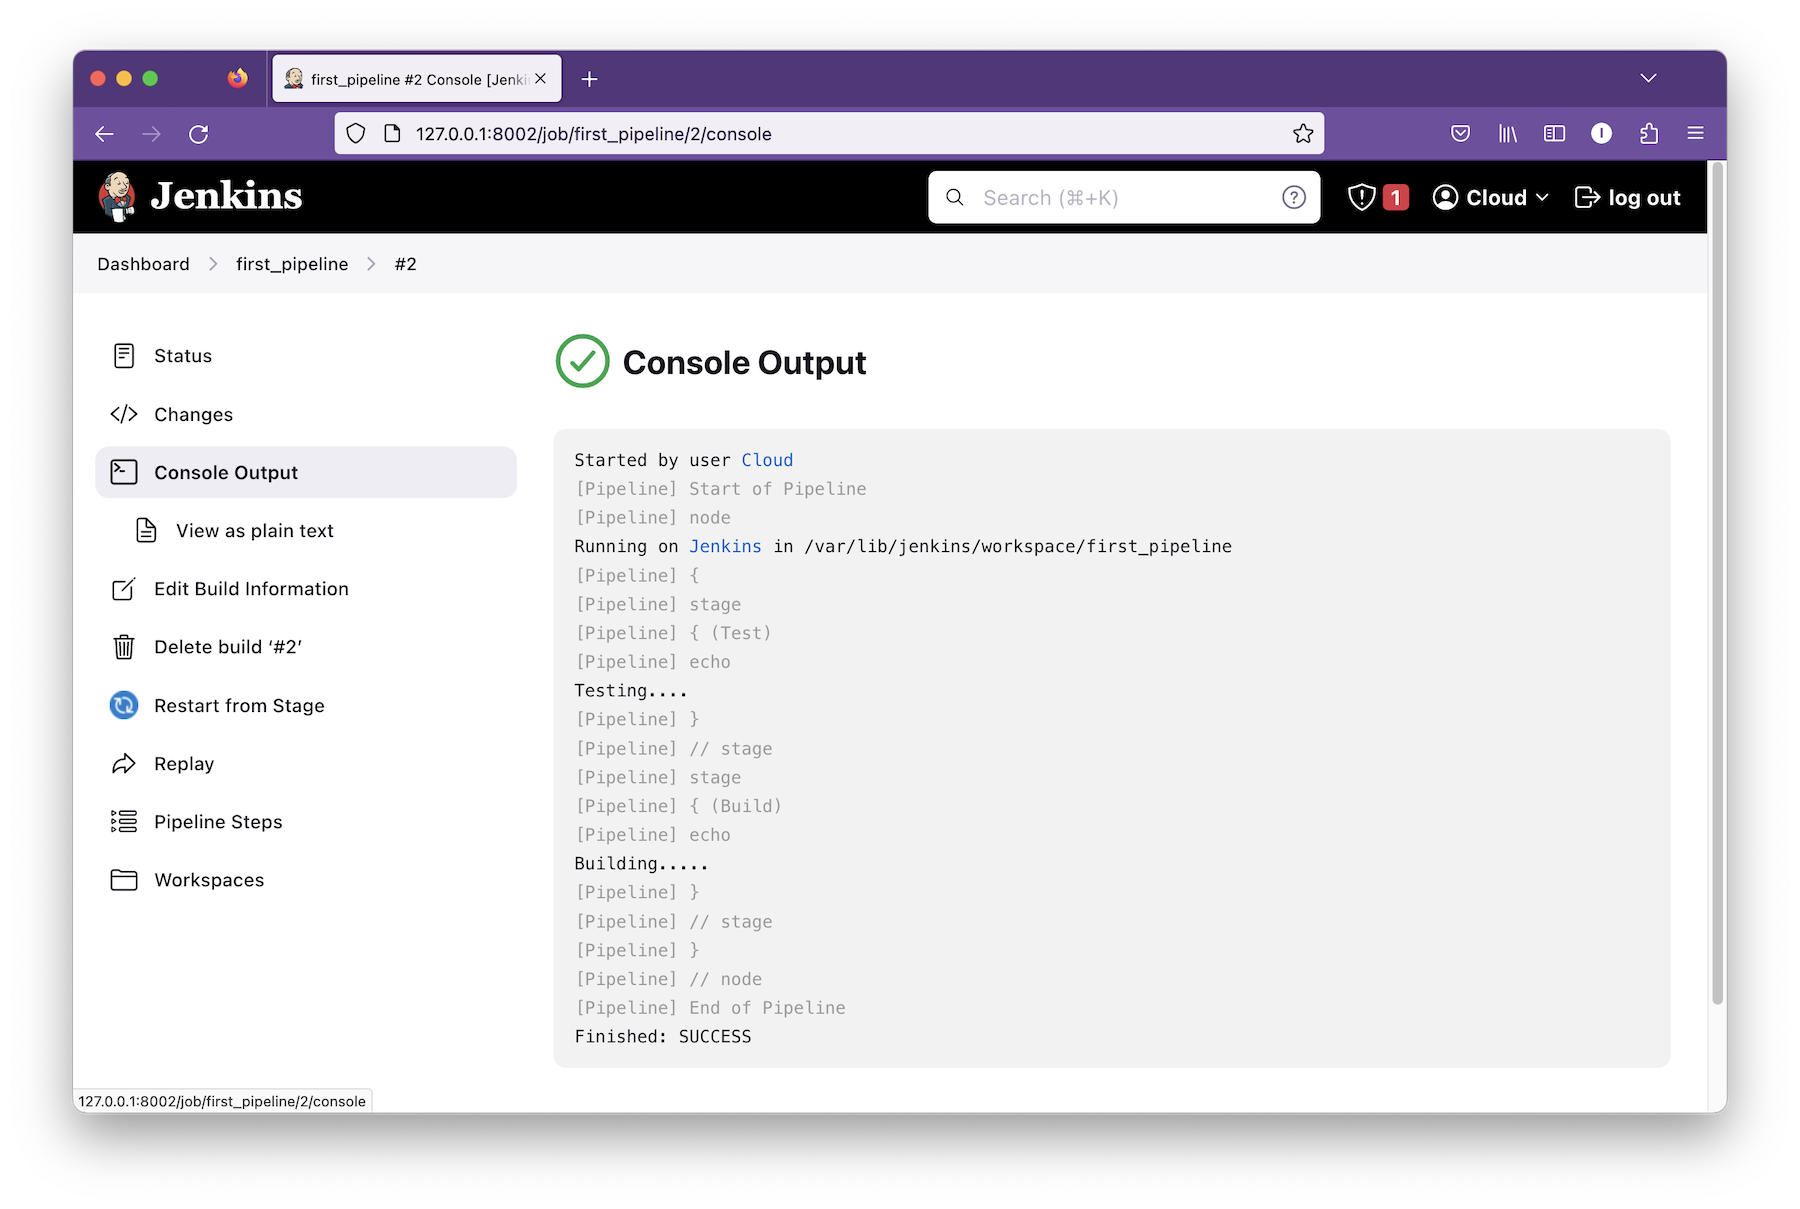 first_pipeline #2 Console [Jenki
127.0.0.1:8002/job/first_pipeline/2/console
Jenkins
Search (⌘+K)
?
1
Cloud
log out
Dashboard
first_pipeline
#2
Status
Changes
Console Output
View as plain text
Edit Build Information
Delete build ‘#2’
Restart from Stage
Replay
Pipeline Steps
Workspaces
Console Output
Started by user Cloud
[Pipeline] Start of Pipeline
[Pipeline] node
Running on Jenkins in /var/lib/jenkins/workspace/first_pipeline
[Pipeline] {
[Pipeline] stage
[Pipeline] { (Test)
[Pipeline] echo
Testing....
[Pipeline] }
[Pipeline] // stage
[Pipeline] stage
[Pipeline] { (Build)
[Pipeline] echo
Building.....
[Pipeline] }
[Pipeline] // stage
[Pipeline] }
[Pipeline] // node
[Pipeline] End of Pipeline
Finished: SUCCESS
127.0.0.1:8002/job/first_pipeline/2/console